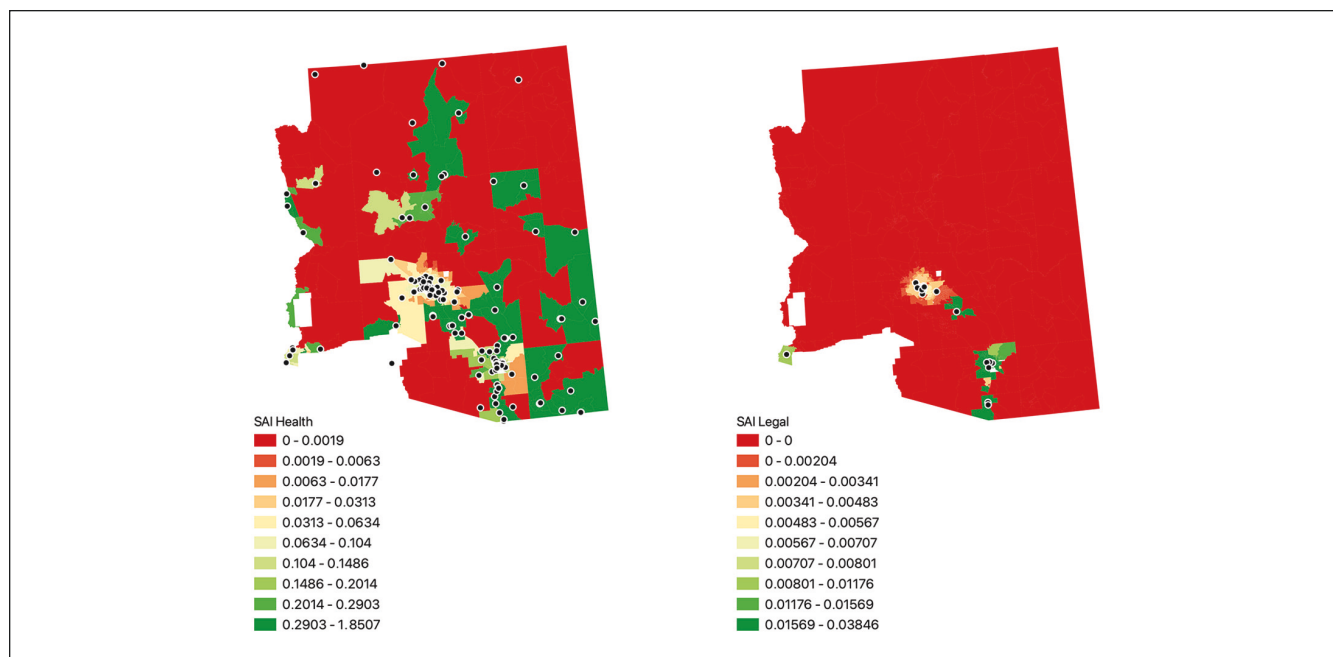 SAI Health
0 - 0.0019
0.0019 - 0.0063
0.0063 - 0.0177
0.0177 - 0.0313
0.0313 - 0.0634
0.0634 - 0.104
0.104 - 0.1486
0.1486 - 0.2014
0.2014 - 0.2903
0.2903 - 1.8507
SAI Legal
0 - 0
0 - 0.00204
0.00204 - 0.00341
0.00341 - 0.00483
0.00483 - 0.00567
0.00567 - 0.00707
0.00707 - 0.00801
0.00801 - 0.01176
0.01176 - 0.01569
0.01569 - 0.03846